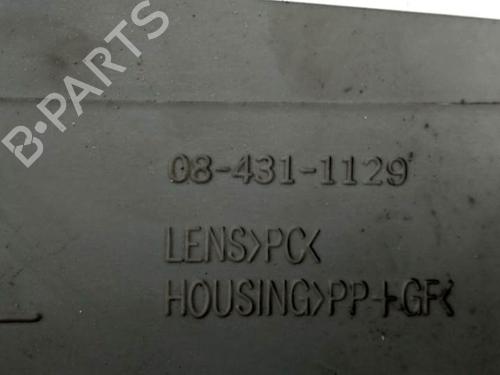 B-PARTS
08-431-1129
LENS>PC<
HOUSING>PP+GF<